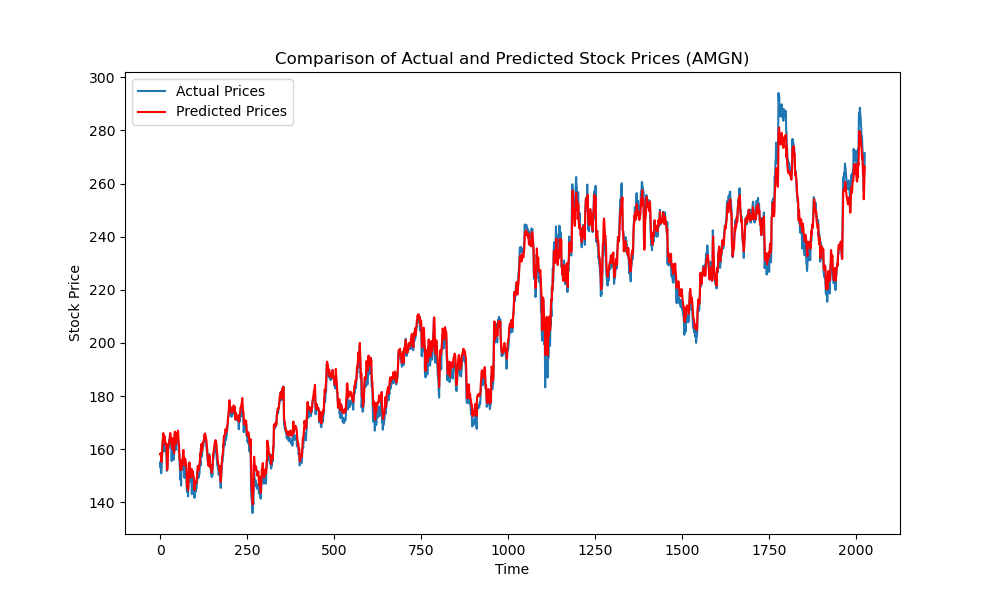 Comparison of Actual and Predicted Stock Prices (AMGN)
Actual Prices
Predicted Prices
Stock Price
300
280
260
240
220
200
180
160
140
0 250 500 750 1000 1250 1500 1750 2000
Time